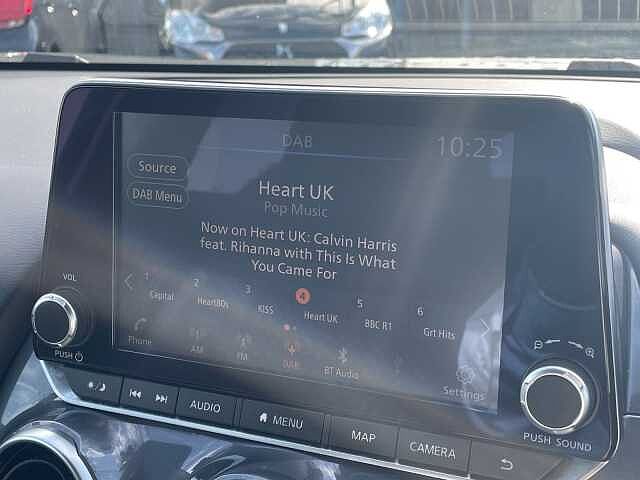 DAB
10:25
Source
DAB Menu
Heart UK
Pop Music
Now on Heart UK: Calvin Harris
feat. Rihanna with This Is What
You Came For
1 2 3 4 5 6
Capital Heart80s KISS Heart UK BBC R1 Grt Hits
Phone AM FM DAB BT Audio Settings
VOL
PUSH
AUDIO MENU MAP CAMERA
PUSH SOUND